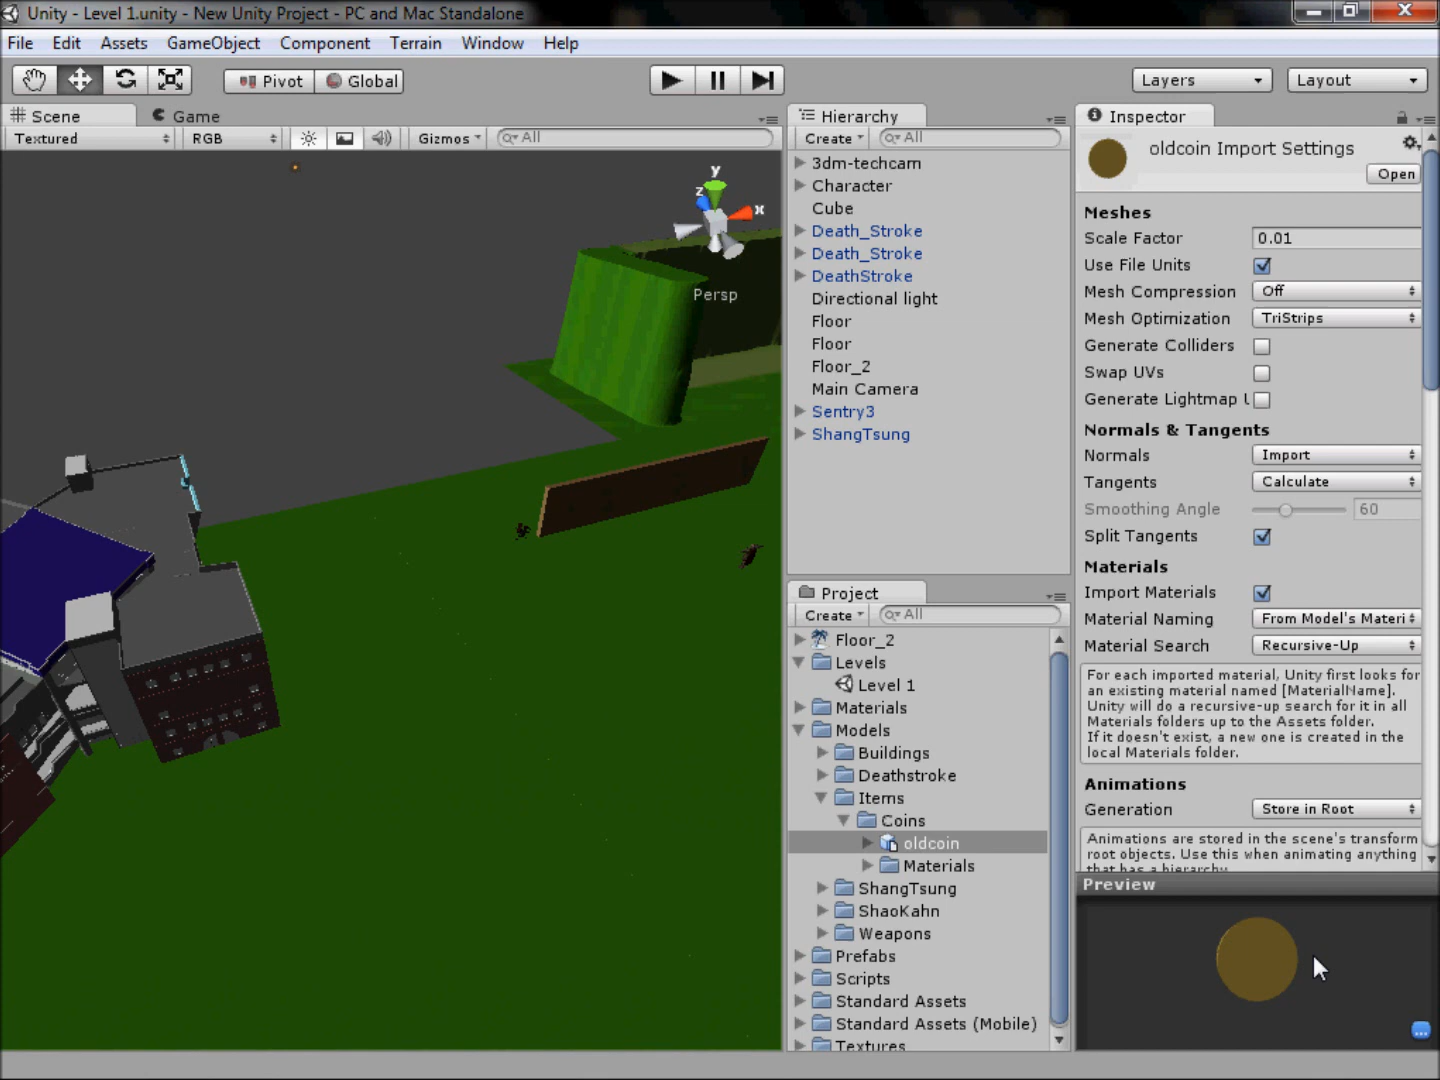 Unity - Level 1.unity - New Unity Project - PC and Mac Standalone
File Edit Assets GameObject Component Terrain Window Help
Pivot Global Layers Layout
Scene Game
Textured RGB Gizmos All
y
z
x
Persp
Hierarchy
Create All
3dm-techcam
Character
Cube
Death_Stroke
Death_Stroke
DeathStroke
Directional light
Floor
Floor
Floor_2
Main Camera
Sentry3
ShangTsung
Project
Create All
Floor_2
Levels
Level 1
Materials
Models
Buildings
Deathstroke
Items
Coins
oldcoin
Materials
ShangTsung
ShaoKahn
Weapons
Prefabs
Scripts
Standard Assets
Standard Assets (Mobile)
Textures
Inspector
oldcoin Import Settings
Open
Meshes
Scale Factor 0.01
Use File Units
Mesh Compression Off
Mesh Optimization TriStrips
Generate Colliders
Swap UVs
Generate Lightmap U
Normals & Tangents
Normals Import
Tangents Calculate
Smoothing Angle 60
Split Tangents
Materials
Import Materials
Material Naming From Model's Materi
Material Search Recursive-Up
For each imported material, Unity first looks for
an existing material named [MaterialName].
Unity will do a recursive-up search for it in all
Materials folders up to the Assets folder.
If it doesn't exist, a new one is created in the
local Materials folder.
Animations
Generation Store in Root
Animations are stored in the scene's transform
root objects. Use this when animating anything
that has a hierarchy.
Preview